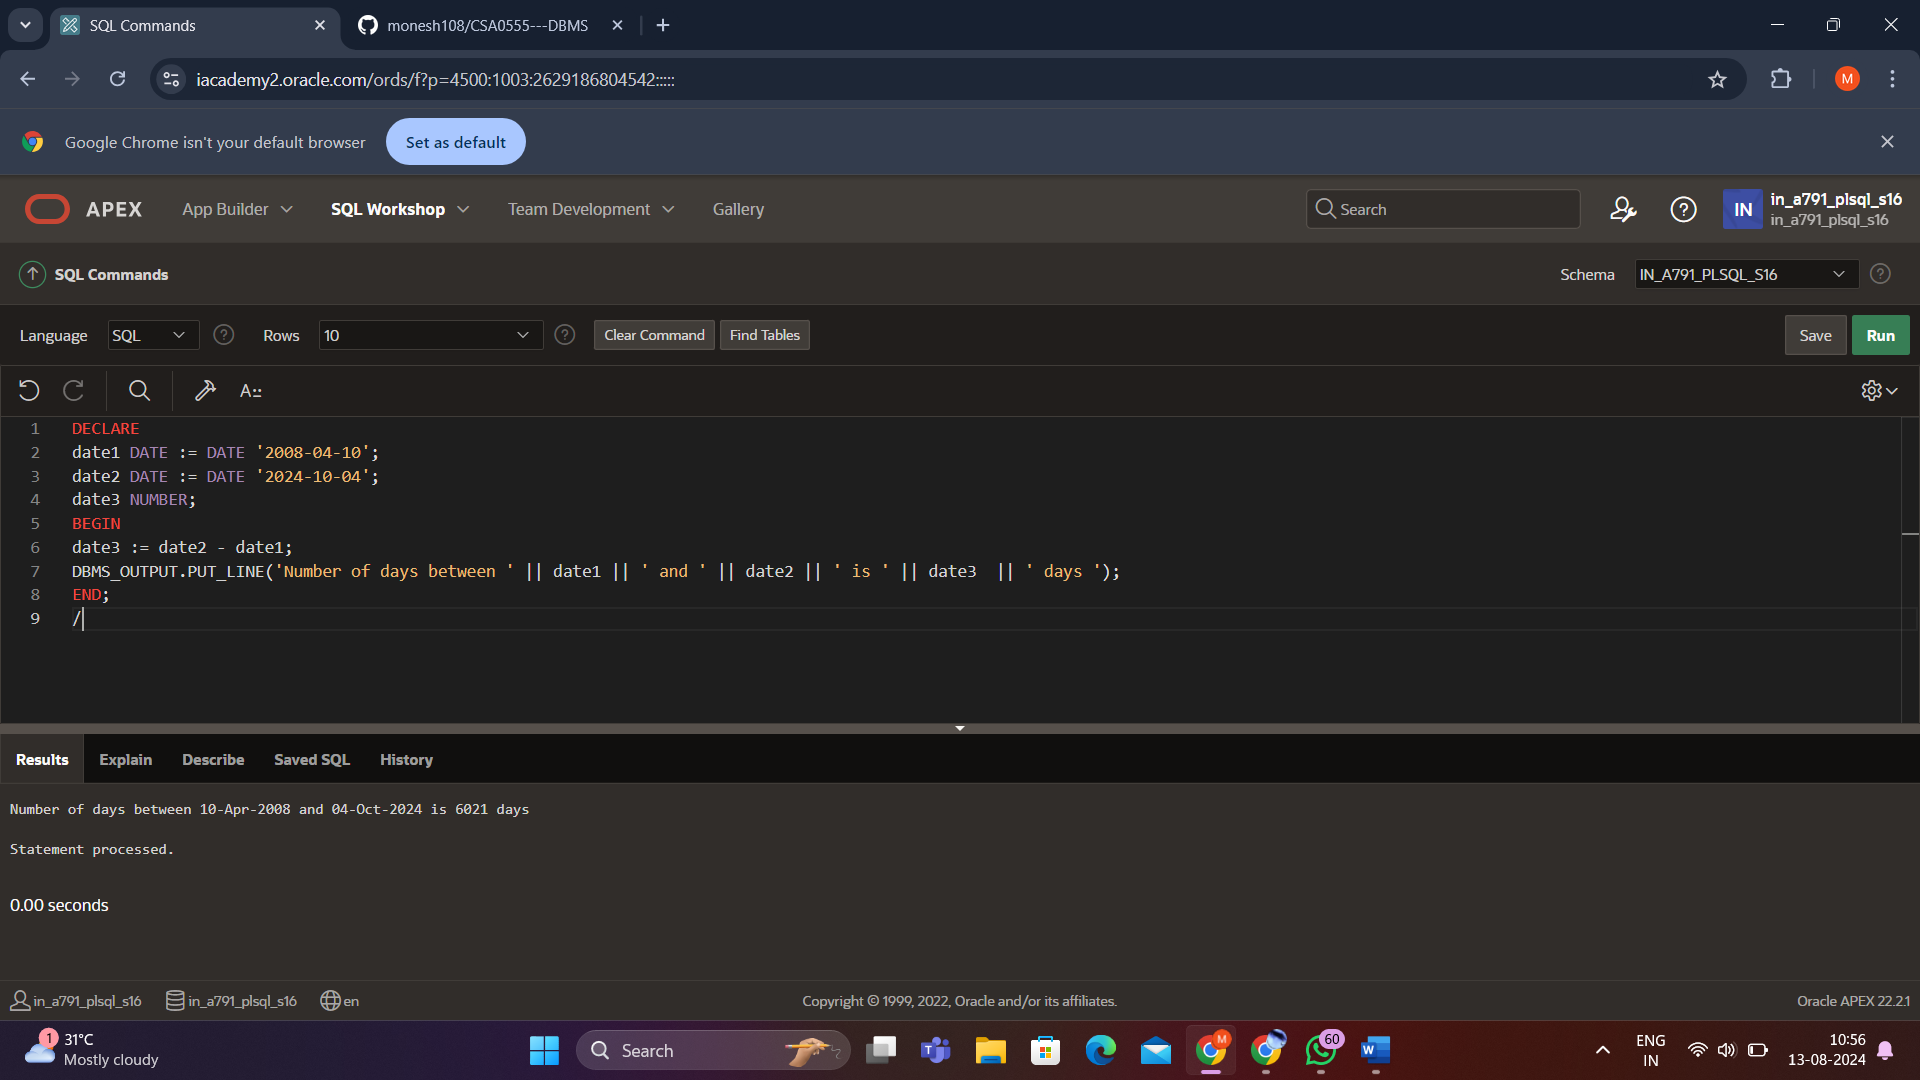 SQL Commands
monesh108/CSA0555---DBMS
iacademy2.oracle.com/ords/f?p=4500:1003:2629186804542:::::
M
Google Chrome isn't your default browser
Set as default
APEX
App Builder
SQL Workshop
Team Development
Gallery
Search
IN
in_a791_plsql_s16
in_a791_plsql_s16
SQL Commands
Schema
IN_A791_PLSQL_S16
Language
SQL
Rows
10
Clear Command
Find Tables
Save
Run
A::
1 DECLARE
2 date1 DATE := DATE '2008-04-10';
3 date2 DATE := DATE '2024-10-04';
4 date3 NUMBER;
5 BEGIN
6 date3 := date2 - date1;
7 DBMS_OUTPUT.PUT_LINE('Number of days between ' || date1 || ' and ' || date2 || ' is ' || date3  || ' days ');
8 END;
9 /
Results
Explain
Describe
Saved SQL
History
Number of days between 10-Apr-2008 and 04-Oct-2024 is 6021 days
Statement processed.
0.00 seconds
in_a791_plsql_s16
in_a791_plsql_s16
en
Copyright © 1999, 2022, Oracle and/or its affiliates.
Oracle APEX 22.2.1
1
31°C
Mostly cloudy
Search
M
60
ENG
IN
10:56
13-08-2024